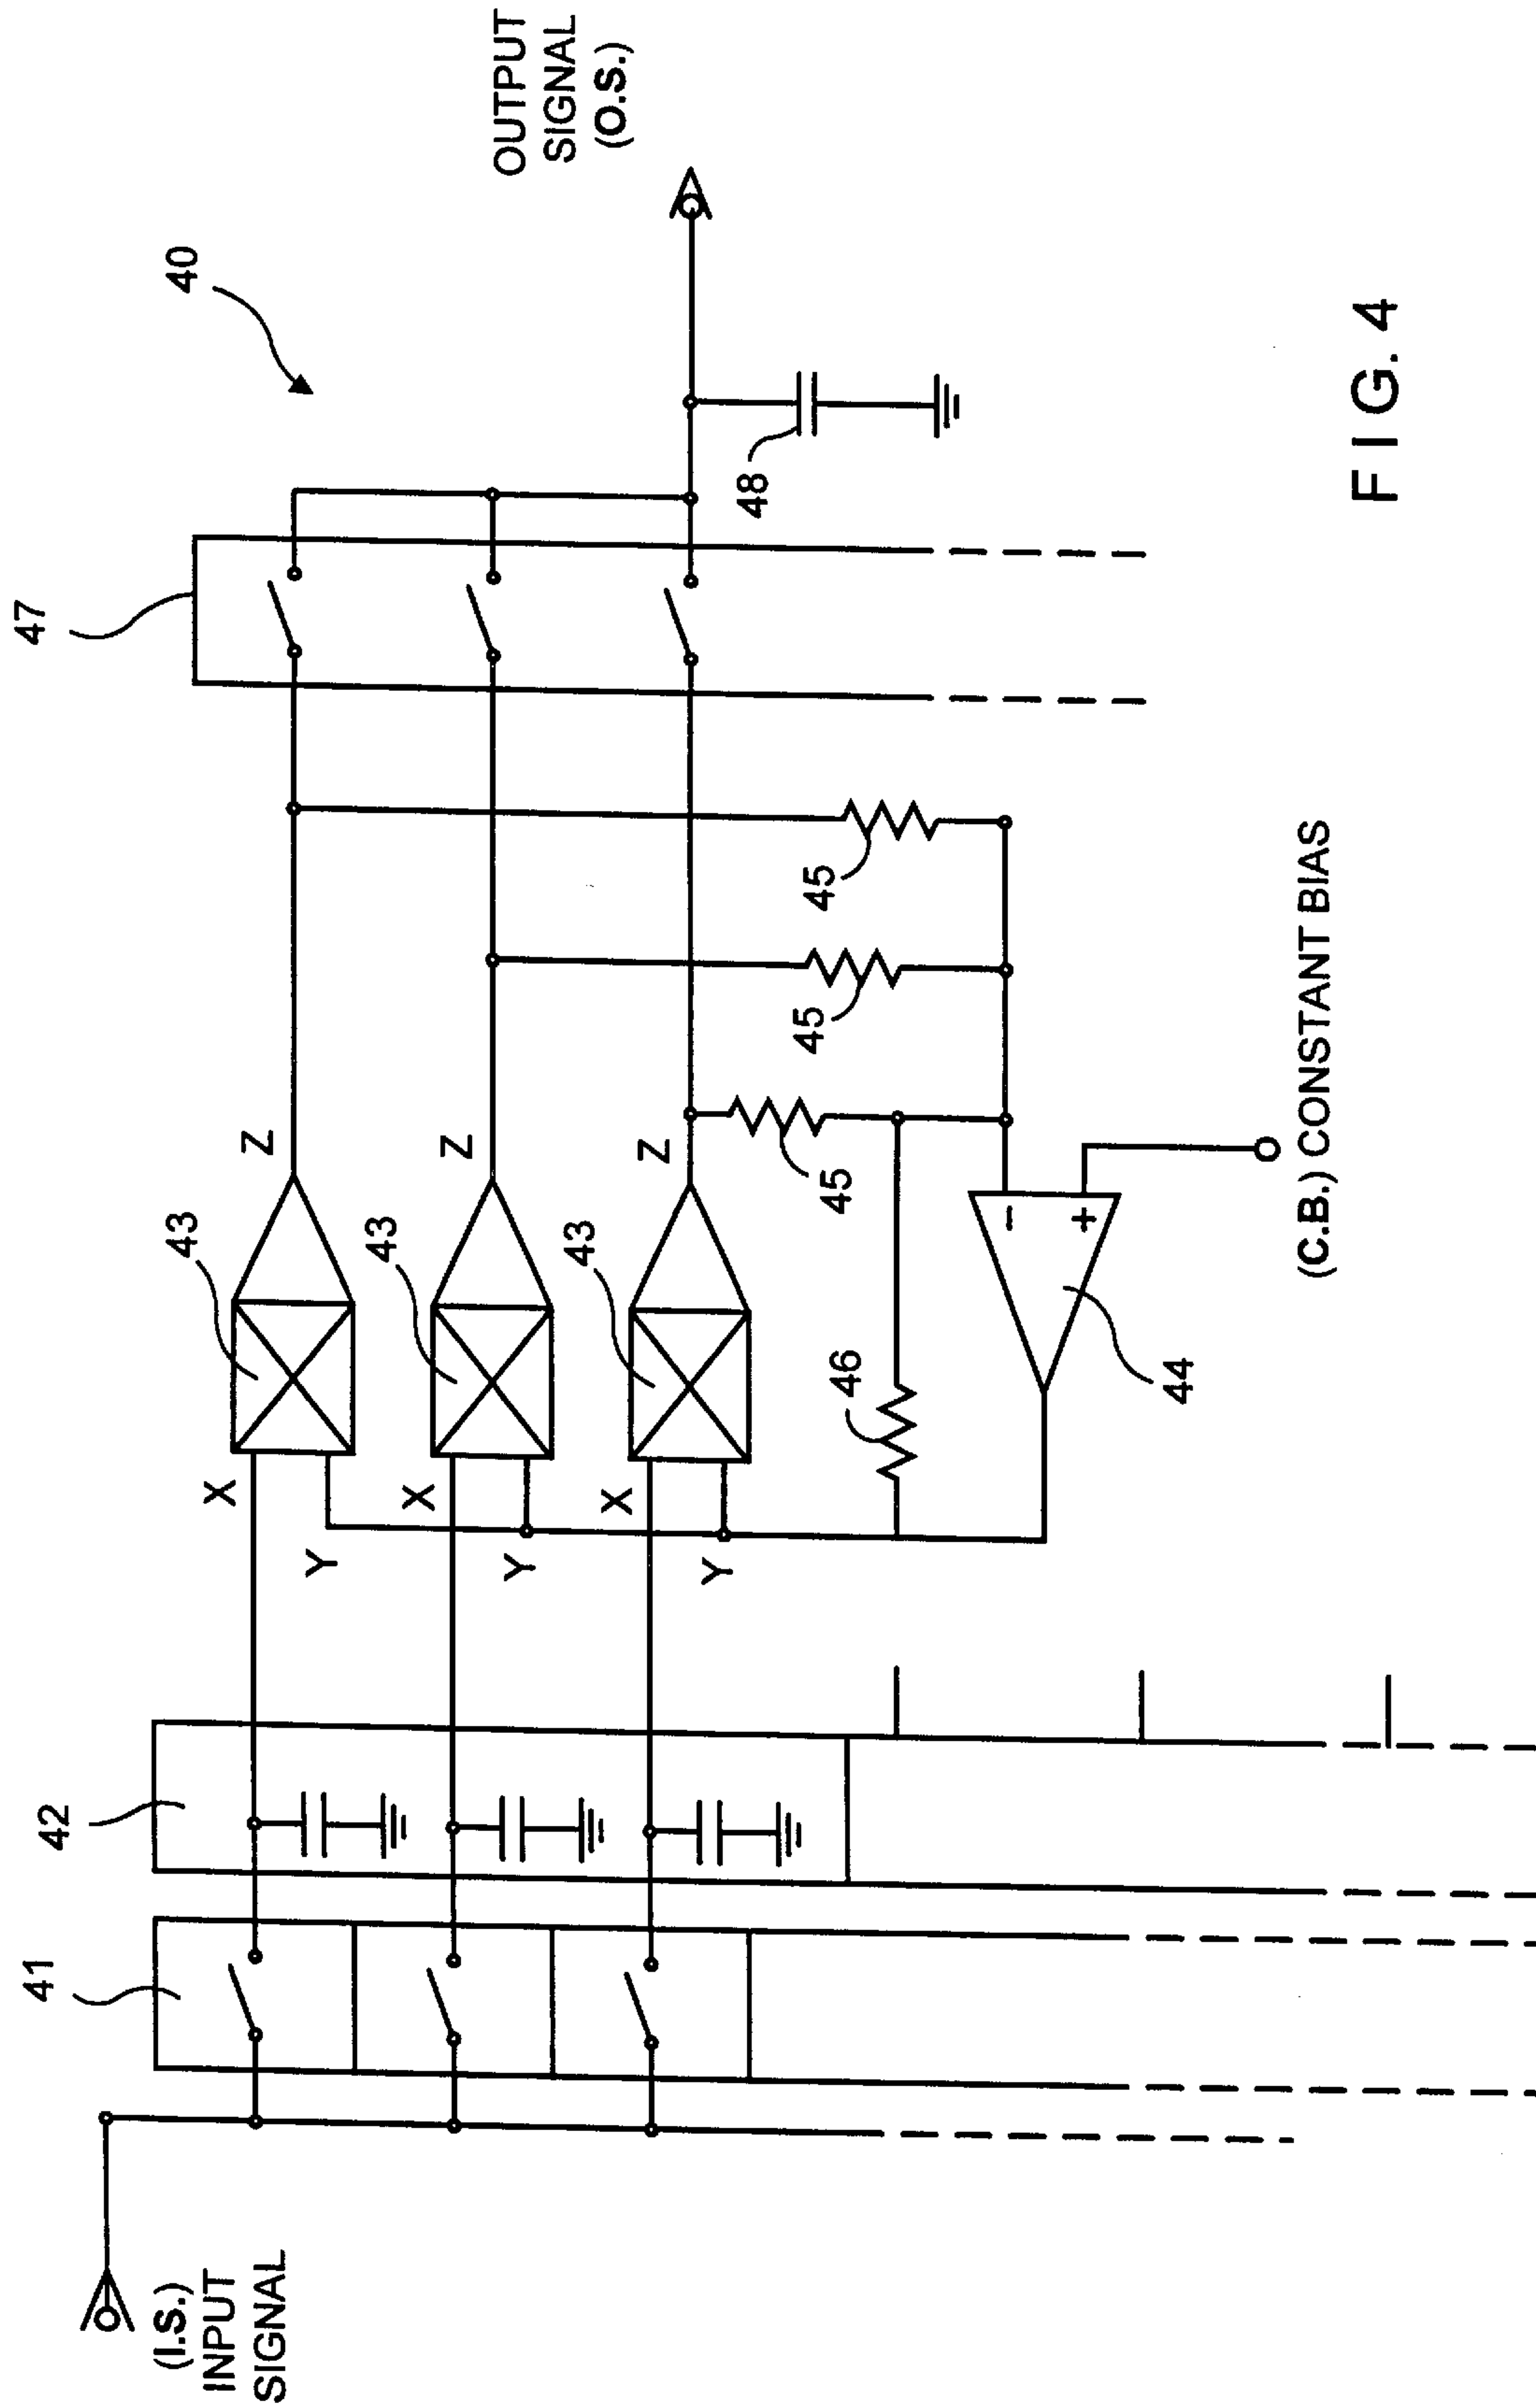 40
47
OUTPUT
SIGNAL
(O.S.)
41
42
43
Z
X
Y
43
Z
X
Y
43
Z
X
Y
48
(I.S.)
INPUT
SIGNAL
45
45
45
46
-
+
44
(C.B.) CONSTANT BIAS
FIG. 4